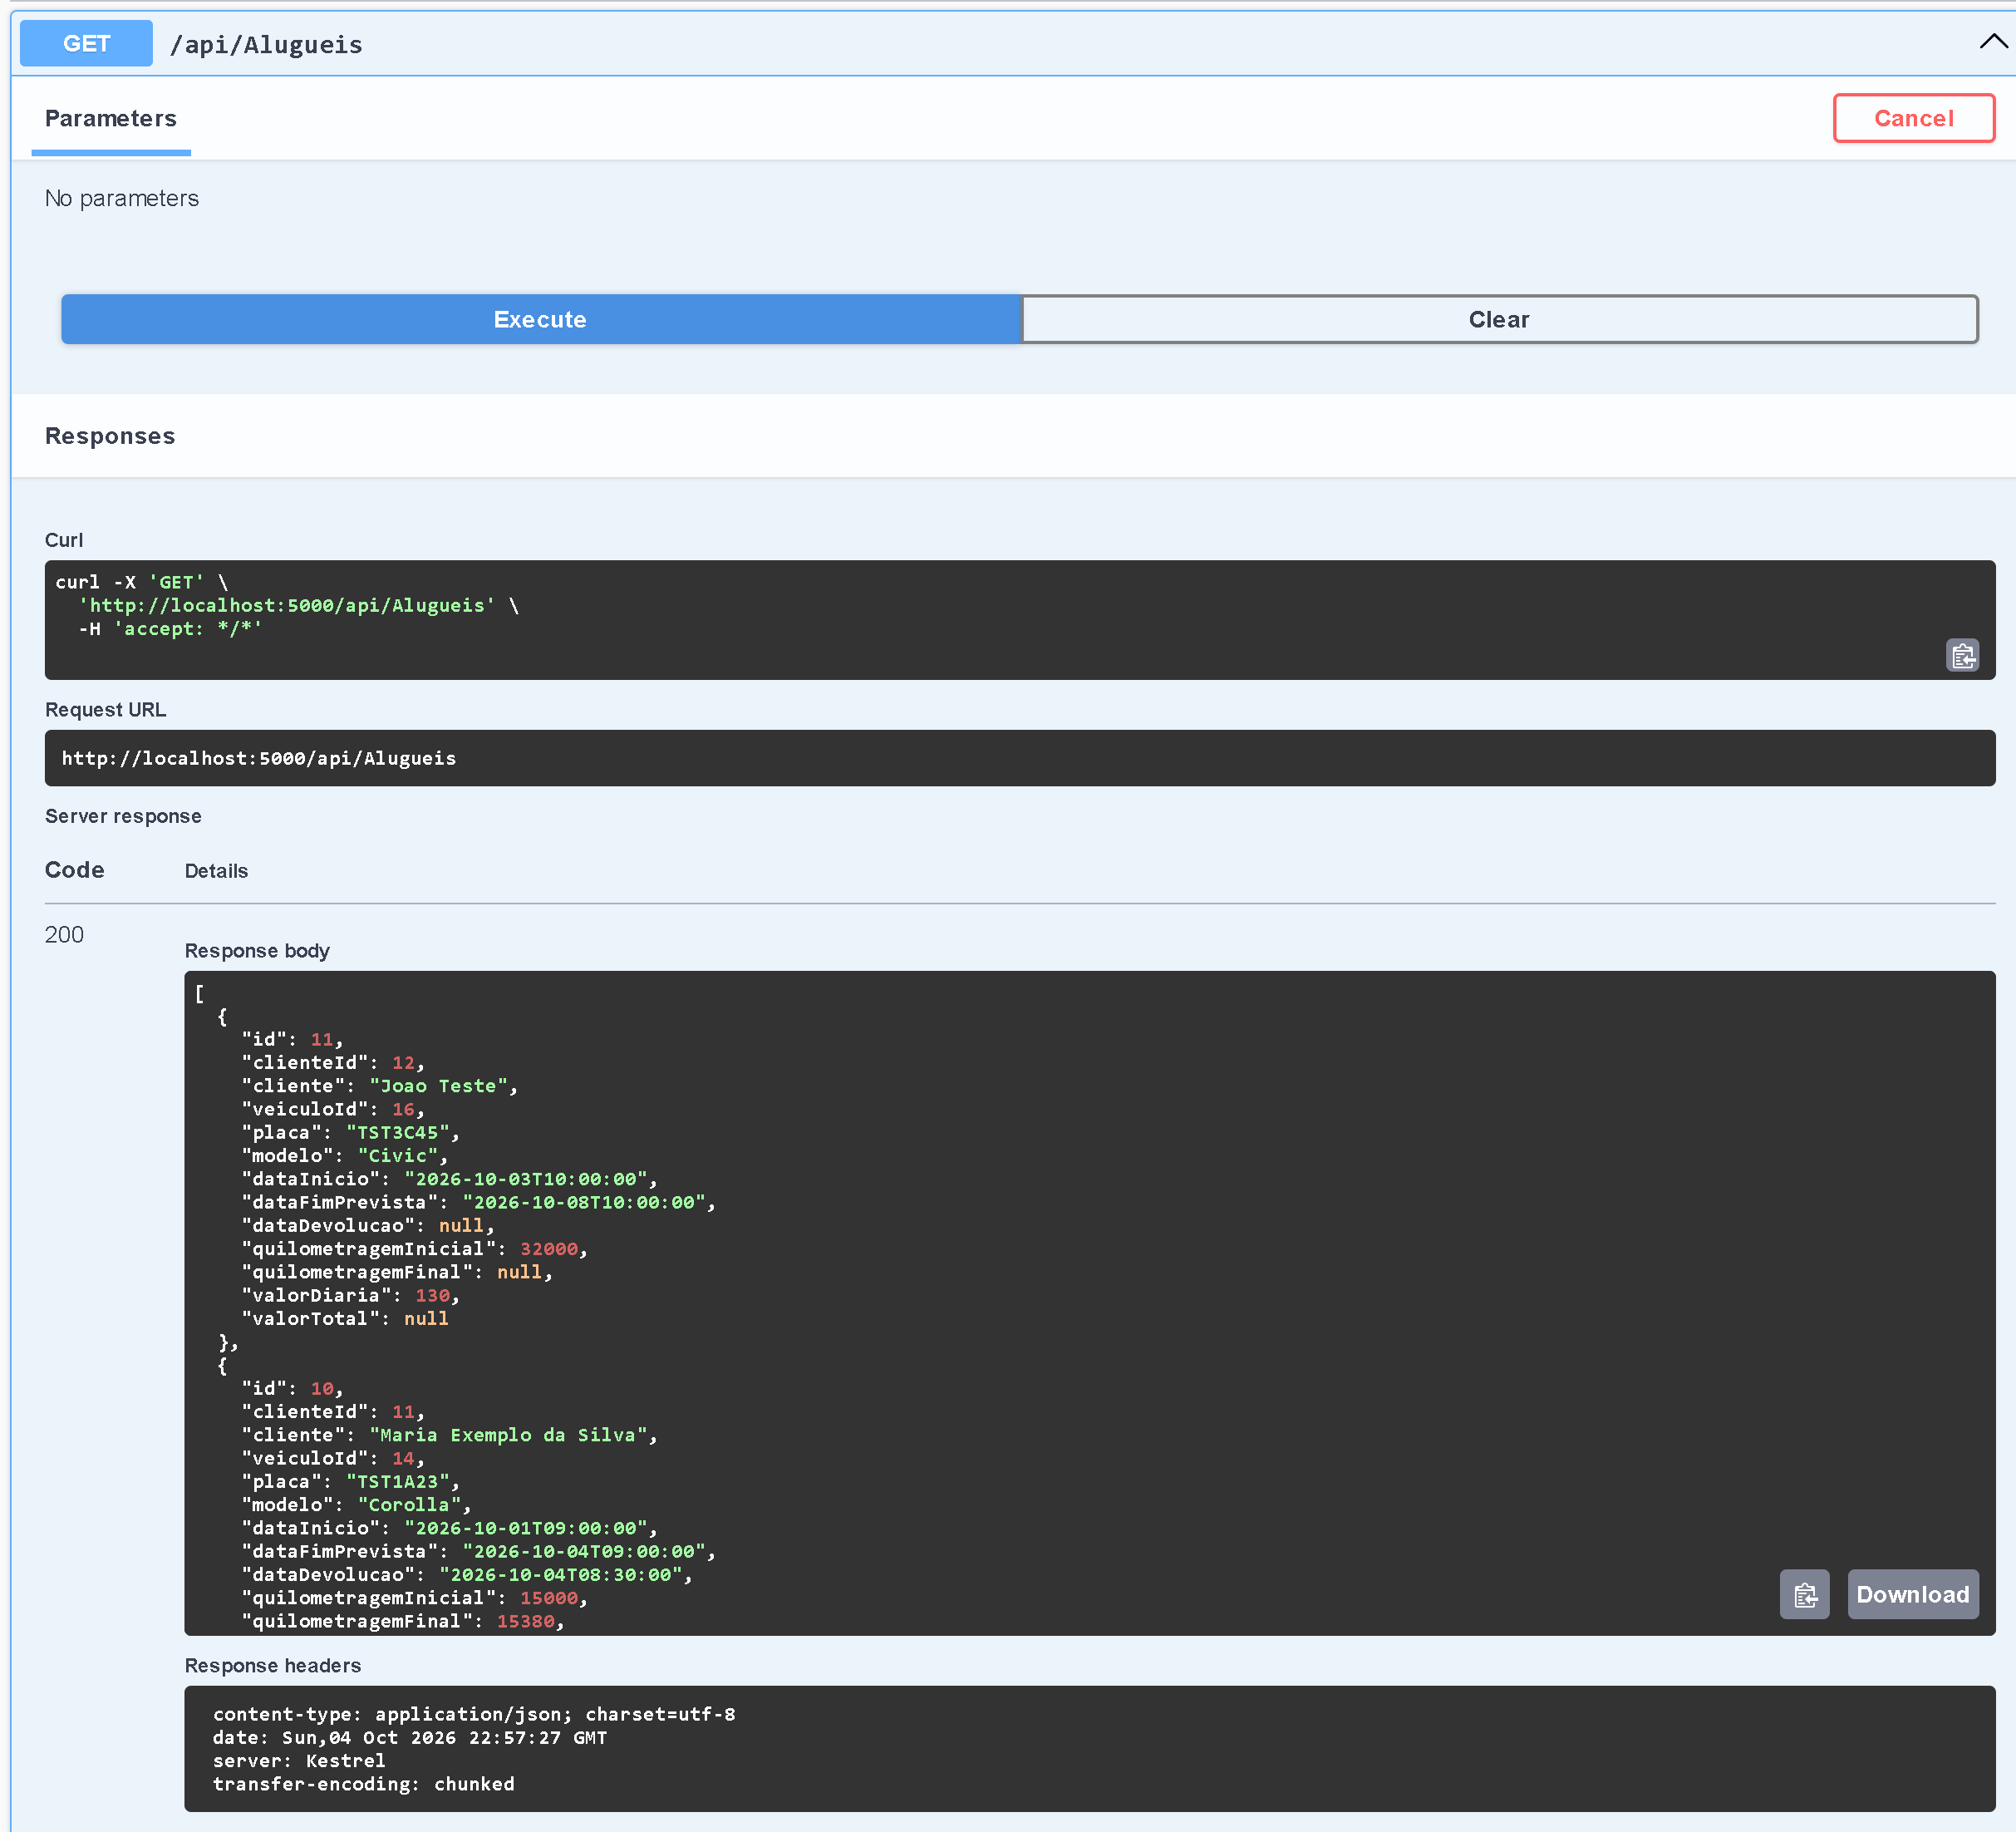 GET /api/Alugueis
Parameters
Cancel
No parameters
Execute
Clear
Responses
Curl
curl -X 'GET' \
  'http://localhost:5000/api/Alugueis' \
  -H 'accept: */*'
Request URL
http://localhost:5000/api/Alugueis
Server response
Code Details
200
Response body
[
  {
    "id": 11,
    "clienteId": 12,
    "cliente": "Joao Teste",
    "veiculoId": 16,
    "placa": "TST3C45",
    "modelo": "Civic",
    "dataInicio": "2026-10-03T10:00:00",
    "dataFimPrevista": "2026-10-08T10:00:00",
    "dataDevolucao": null,
    "quilometragemInicial": 32000,
    "quilometragemFinal": null,
    "valorDiaria": 130,
    "valorTotal": null
  },
  {
    "id": 10,
    "clienteId": 11,
    "cliente": "Maria Exemplo da Silva",
    "veiculoId": 14,
    "placa": "TST1A23",
    "modelo": "Corolla",
    "dataInicio": "2026-10-01T09:00:00",
    "dataFimPrevista": "2026-10-04T09:00:00",
    "dataDevolucao": "2026-10-04T08:30:00",
    "quilometragemInicial": 15000,
    "quilometragemFinal": 15380,
Download
Response headers
content-type: application/json; charset=utf-8
date: Sun,04 Oct 2026 22:57:27 GMT
server: Kestrel
transfer-encoding: chunked